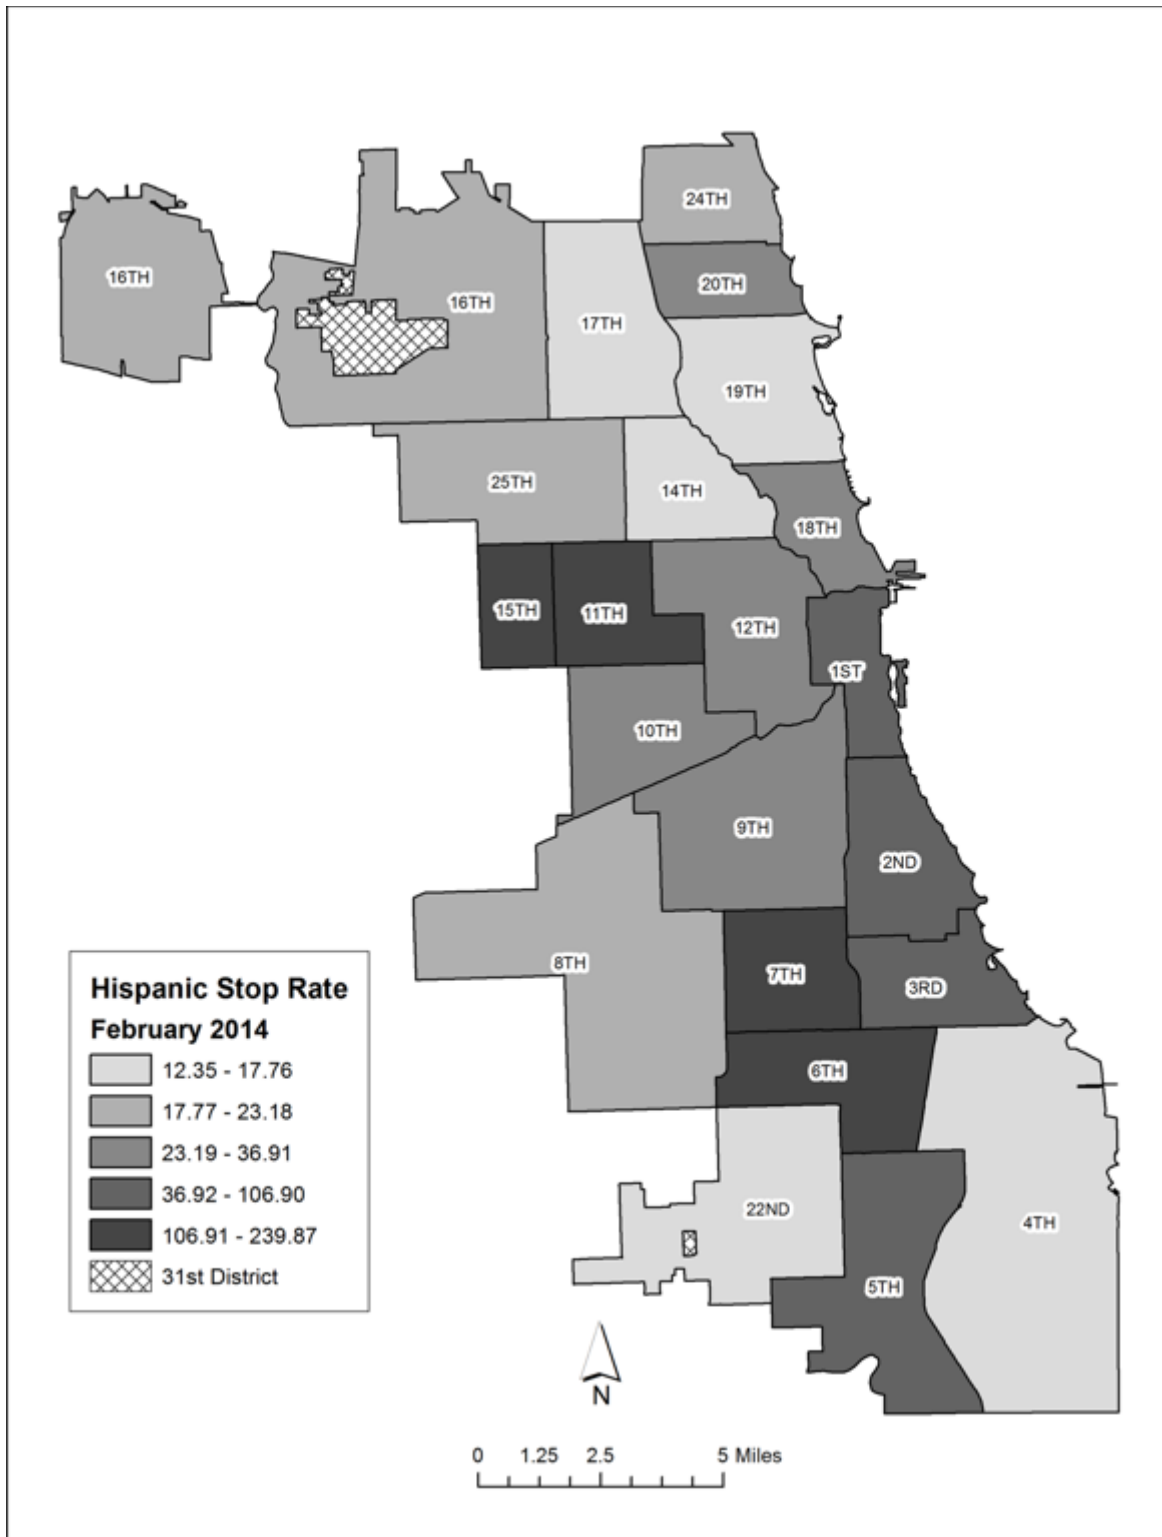 24TH
16TH
20TH
16TH
17TH
19TH
25TH
14TH
18TH
15TH
11TH
12TH
1ST
10TH
9TH
2ND
8TH
7TH
3RD
6TH
22ND
4TH
5TH
Hispanic Stop Rate
February 2014
12.35 - 17.76
17.77 - 23.18
23.19 - 36.91
36.92 - 106.90
106.91 - 239.87
31st District
N
0 1.25 2.5 5 Miles